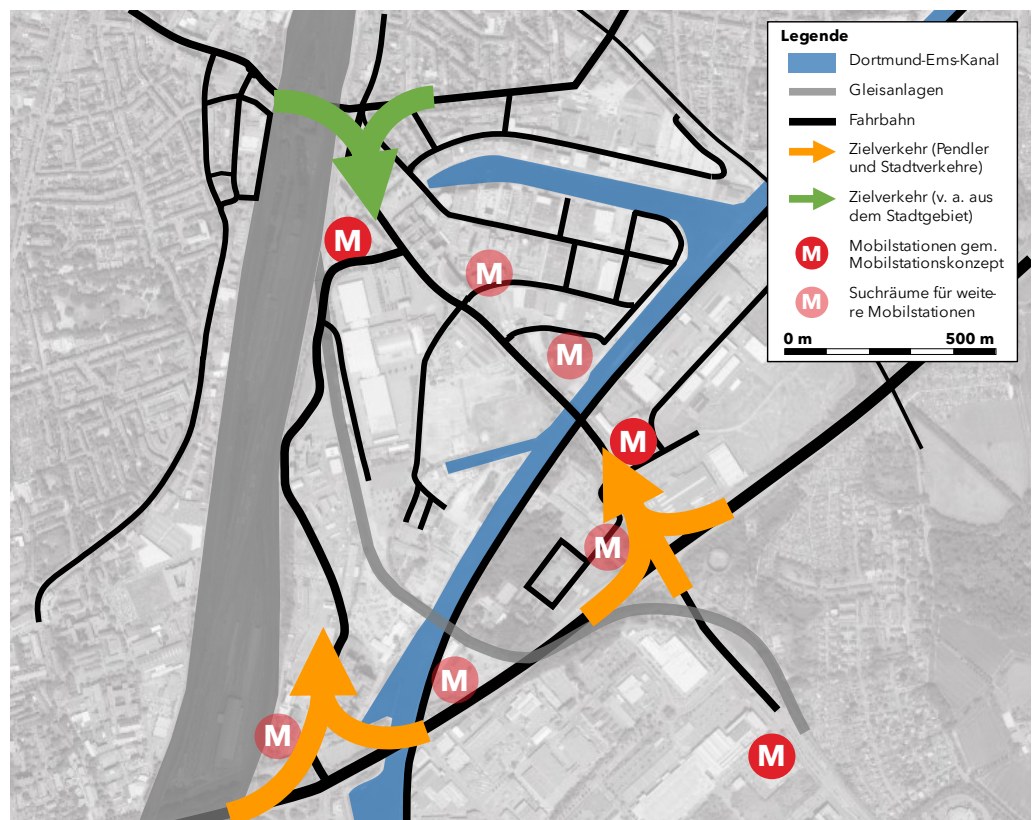 Legende
Dortmund-Ems-Kanal
Gleisanlagen
Fahrbahn
Zielverkehr (Pendler
und Stadtverkehre)
Zielverkehr (v. a. aus
dem Stadtgebiet)
M
Mobilstationen gem.
Mobilstationskonzept
M
Suchräume für weite-
re Mobilstationen
0 m 500 m
M
M
M
M
M
M
M
M